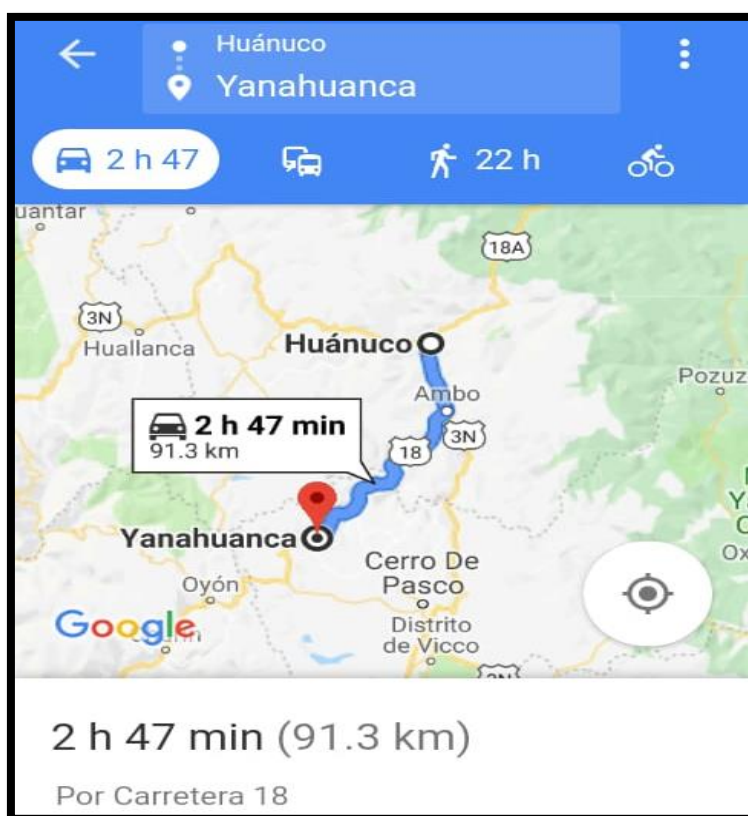 Huánuco
Yanahuanca
2 h 47
22 h
uantar
18A
3N
Huallanca
Huánuco
Ambo
Pozuz
2 h 47 min
91.3 km
18
3N
Yanahuanca
Oyón
Cerro De
Pasco
Ox
Google
Distrito
de Vicco
3N
2 h 47 min (91.3 km)
Por Carretera 18